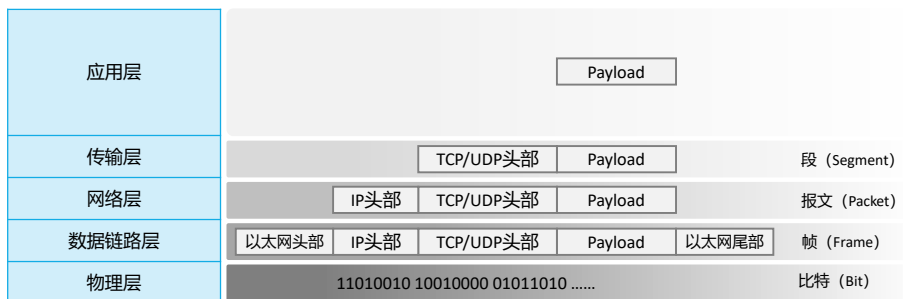 应用层 Payload
传输层 TCP/UDP头部 Payload 段（Segment）
网络层 IP头部 TCP/UDP头部 Payload 报文（Packet）
数据链路层 以太网头部 IP头部 TCP/UDP头部 Payload 以太网尾部 帧（Frame）
物理层 11010010 10010000 01011010 …… 比特（Bit）